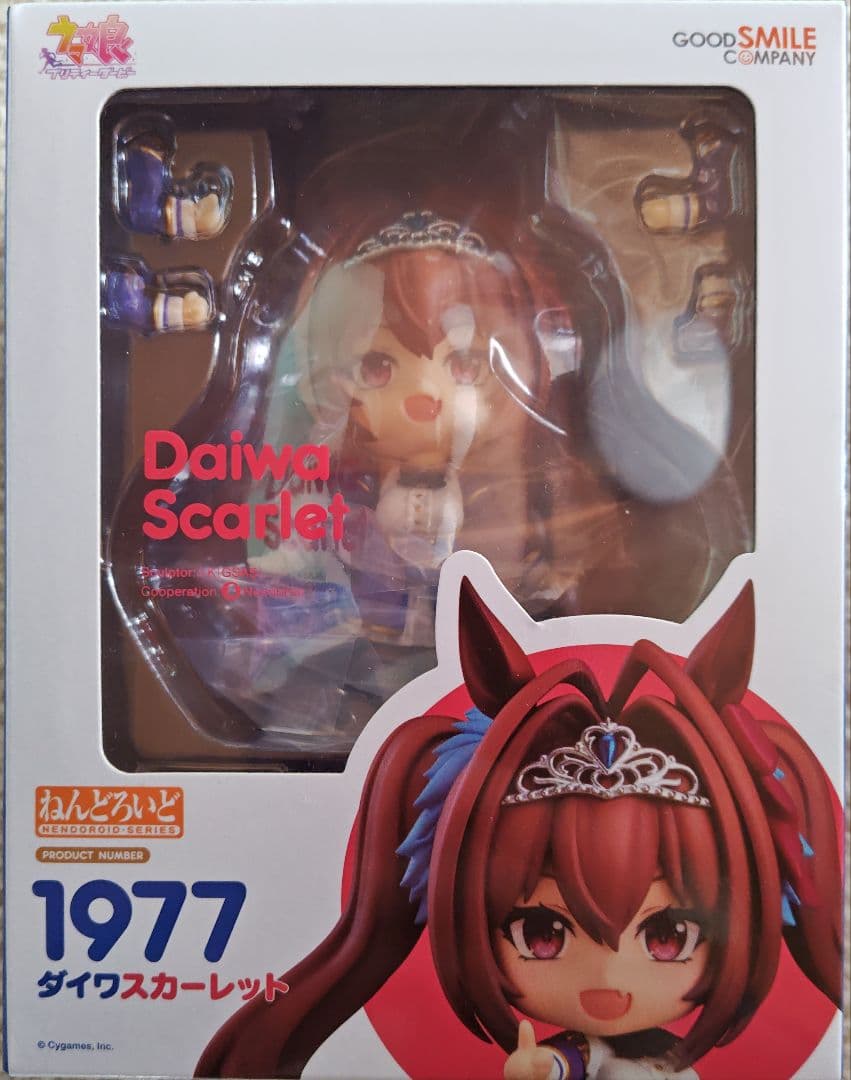 ウマ娘
プリティーダービー
GOOD SMILE
COMPANY
Daiwa
Scarlet
Sculptor:
Cooperation
ねんどろいど
NENDOROID·SERIES
PRODUCT NUMBER
1977
ダイワスカーレット
© Cygames, Inc.